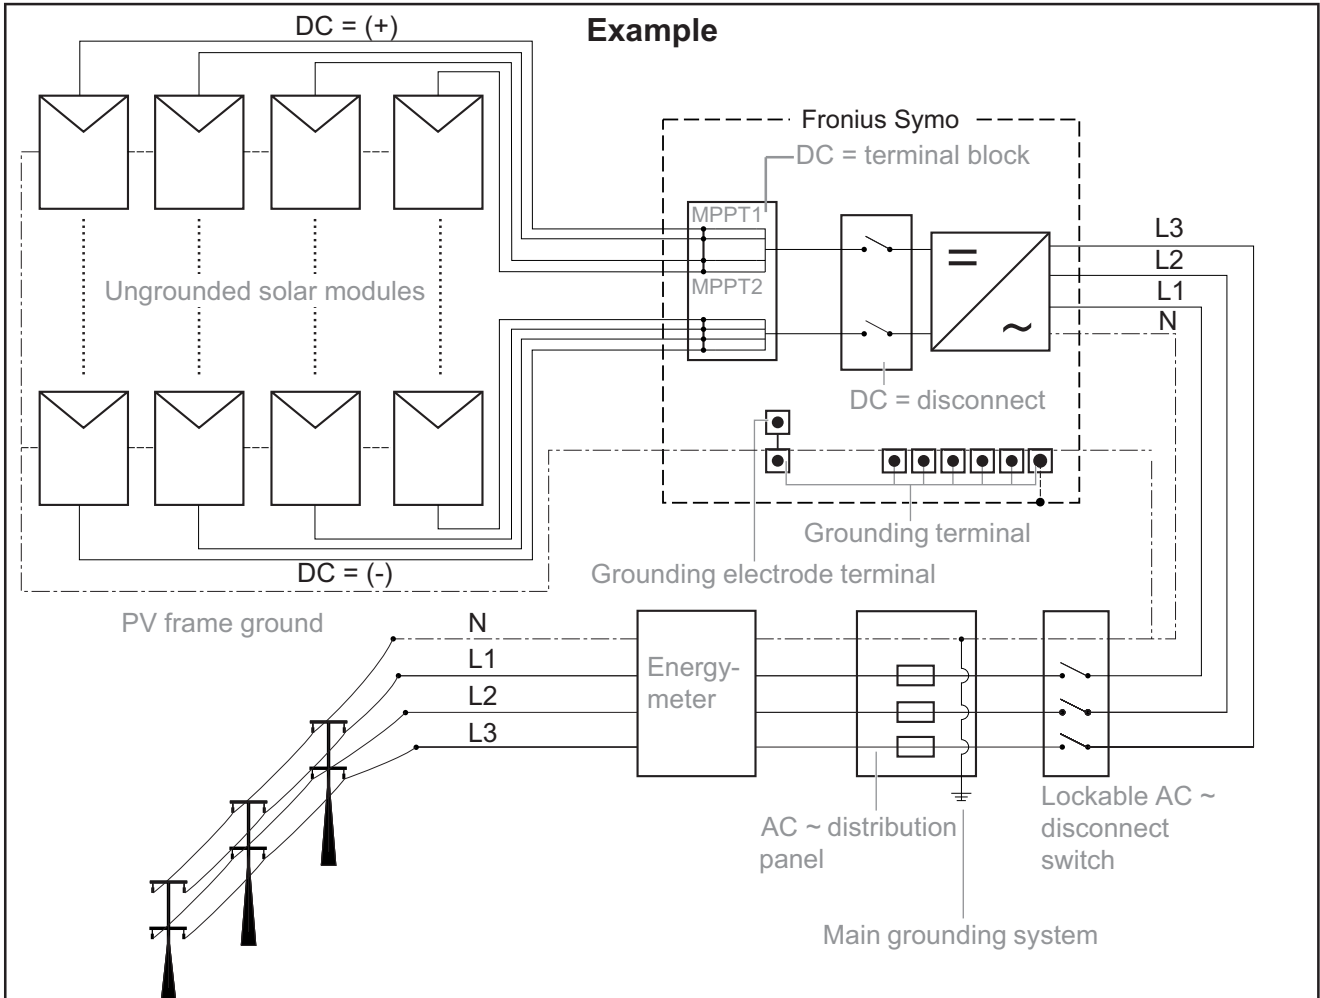 DC = (+)
Example
Fronius Symo
DC = terminal block
MPPT1
MPPT2
L3
L2
L1
N
Ungrounded solar modules
DC = disconnect
Grounding terminal
Grounding electrode terminal
DC = (-)
PV frame ground
N
L1
L2
L3
Energy-
meter
AC ~ distribution
panel
Lockable AC ~
disconnect
switch
Main grounding system
=
~